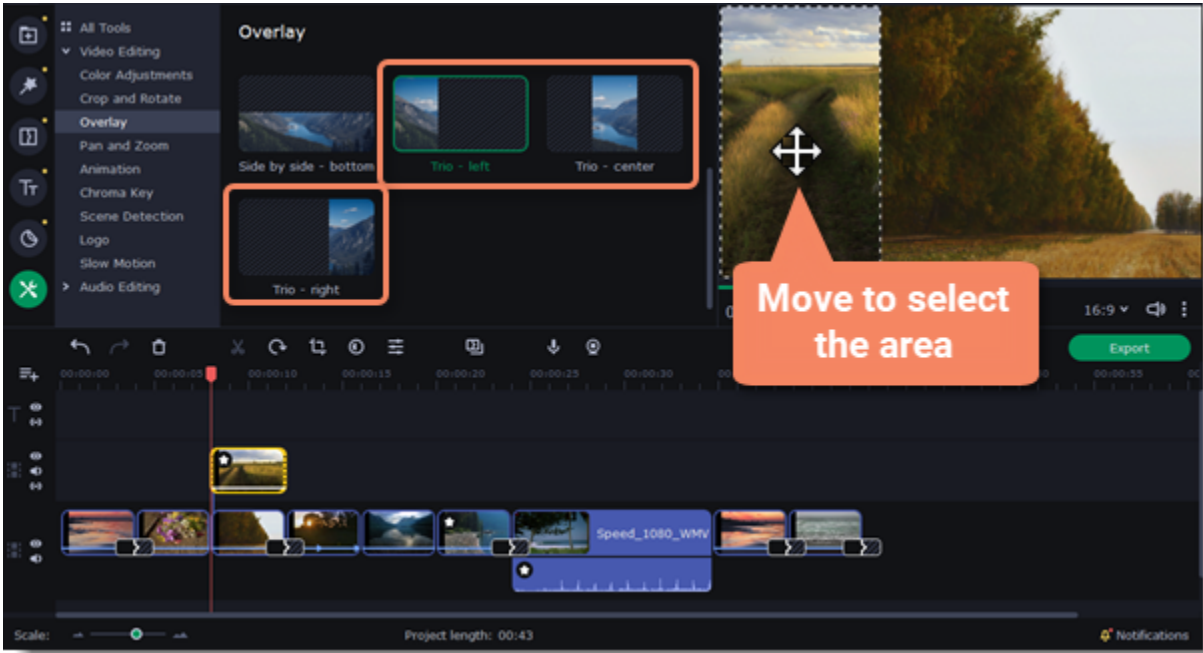 All Tools
Video Editing
Color Adjustments
Crop and Rotate
Overlay
Pan and Zoom
Animation
Chroma Key
Scene Detection
Logo
Slow Motion
Audio Editing
Overlay
Side by side - bottom
Trio - left
Trio - center
Trio - right
Move to select
the area
16:9
Export
00:00:00
00:00:05
00:00:10
00:00:15
00:00:20
00:00:25
00:00:30
00:00:55
Speed_1080_WMV
Scale:
Project length: 00:43
Notifications